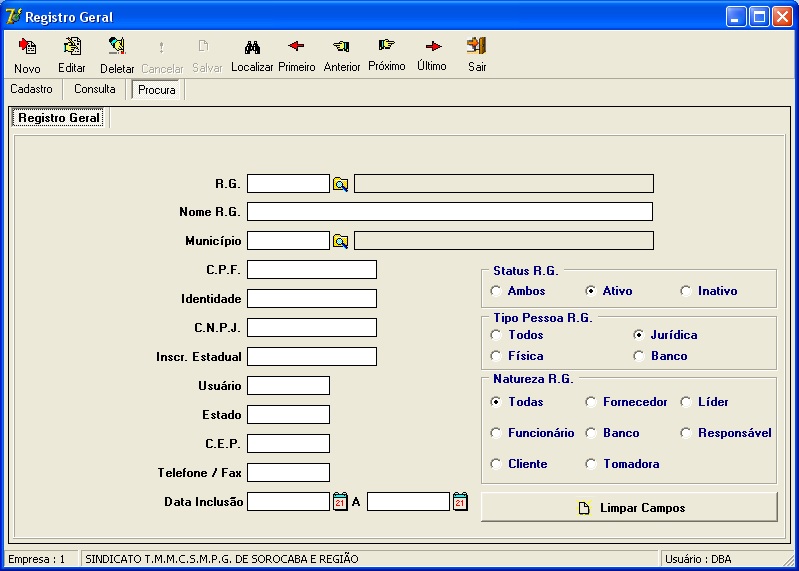 Registro Geral
Novo Editar Deletar Cancelar Salvar Localizar Primeiro Anterior Próximo Último Sair
Cadastro Consulta Procura
Registro Geral
R.G.
Nome R.G.
Município
C.P.F.
Identidade
C.N.P.J.
Inscr. Estadual
Usuário
Estado
C.E.P.
Telefone / Fax
Data Inclusão 21 A 21
Status R.G.
Ambos Ativo Inativo
Tipo Pessoa R.G.
Todos Jurídica
Física Banco
Natureza R.G.
Todas Fornecedor Líder
Funcionário Banco Responsável
Cliente Tomadora
Limpar Campos
Empresa : 1 SINDICATO T.M.M.C.S.M.P.G. DE SOROCABA E REGIÃO Usuário : DBA